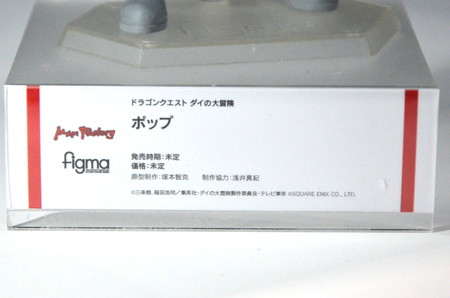 ドラゴンクエスト ダイの大冒険
ポップ
Max Factory
figma
発売時期：未定
価格：未定
原型制作：塚本智克 制作協力：浅井真紀
©三条陸、稲田浩司／集英社・ダイの大冒険製作委員会・テレビ東京 ©SQUARE ENIX CO., LTD.